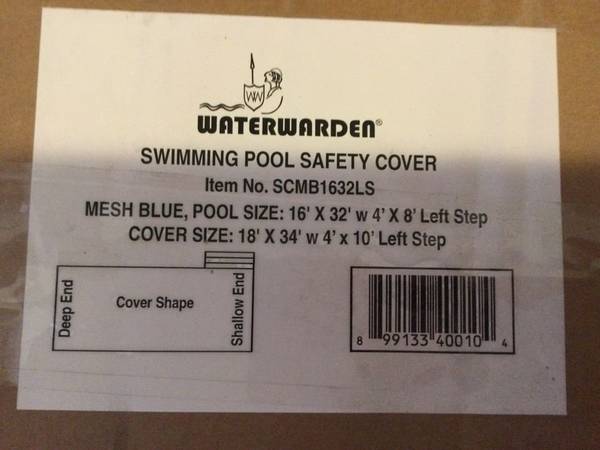 WW
WATERWARDEN®
SWIMMING POOL SAFETY COVER
Item No. SCMB1632LS
MESH BLUE, POOL SIZE: 16' X 32' w 4' X 8' Left Step
COVER SIZE: 18' X 34' w 4' x 10' Left Step
Deep End
Cover Shape
Shallow End
8 99133 40010 4